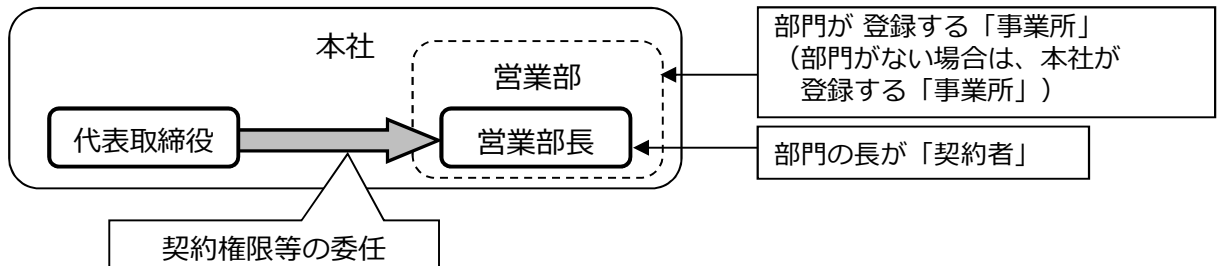 本社
営業部
代表取締役
営業部長
契約権限等の委任
部門が 登録する「事業所」
（部門がない場合は、本社が
登録する「事業所」）
部門の長が「契約者」